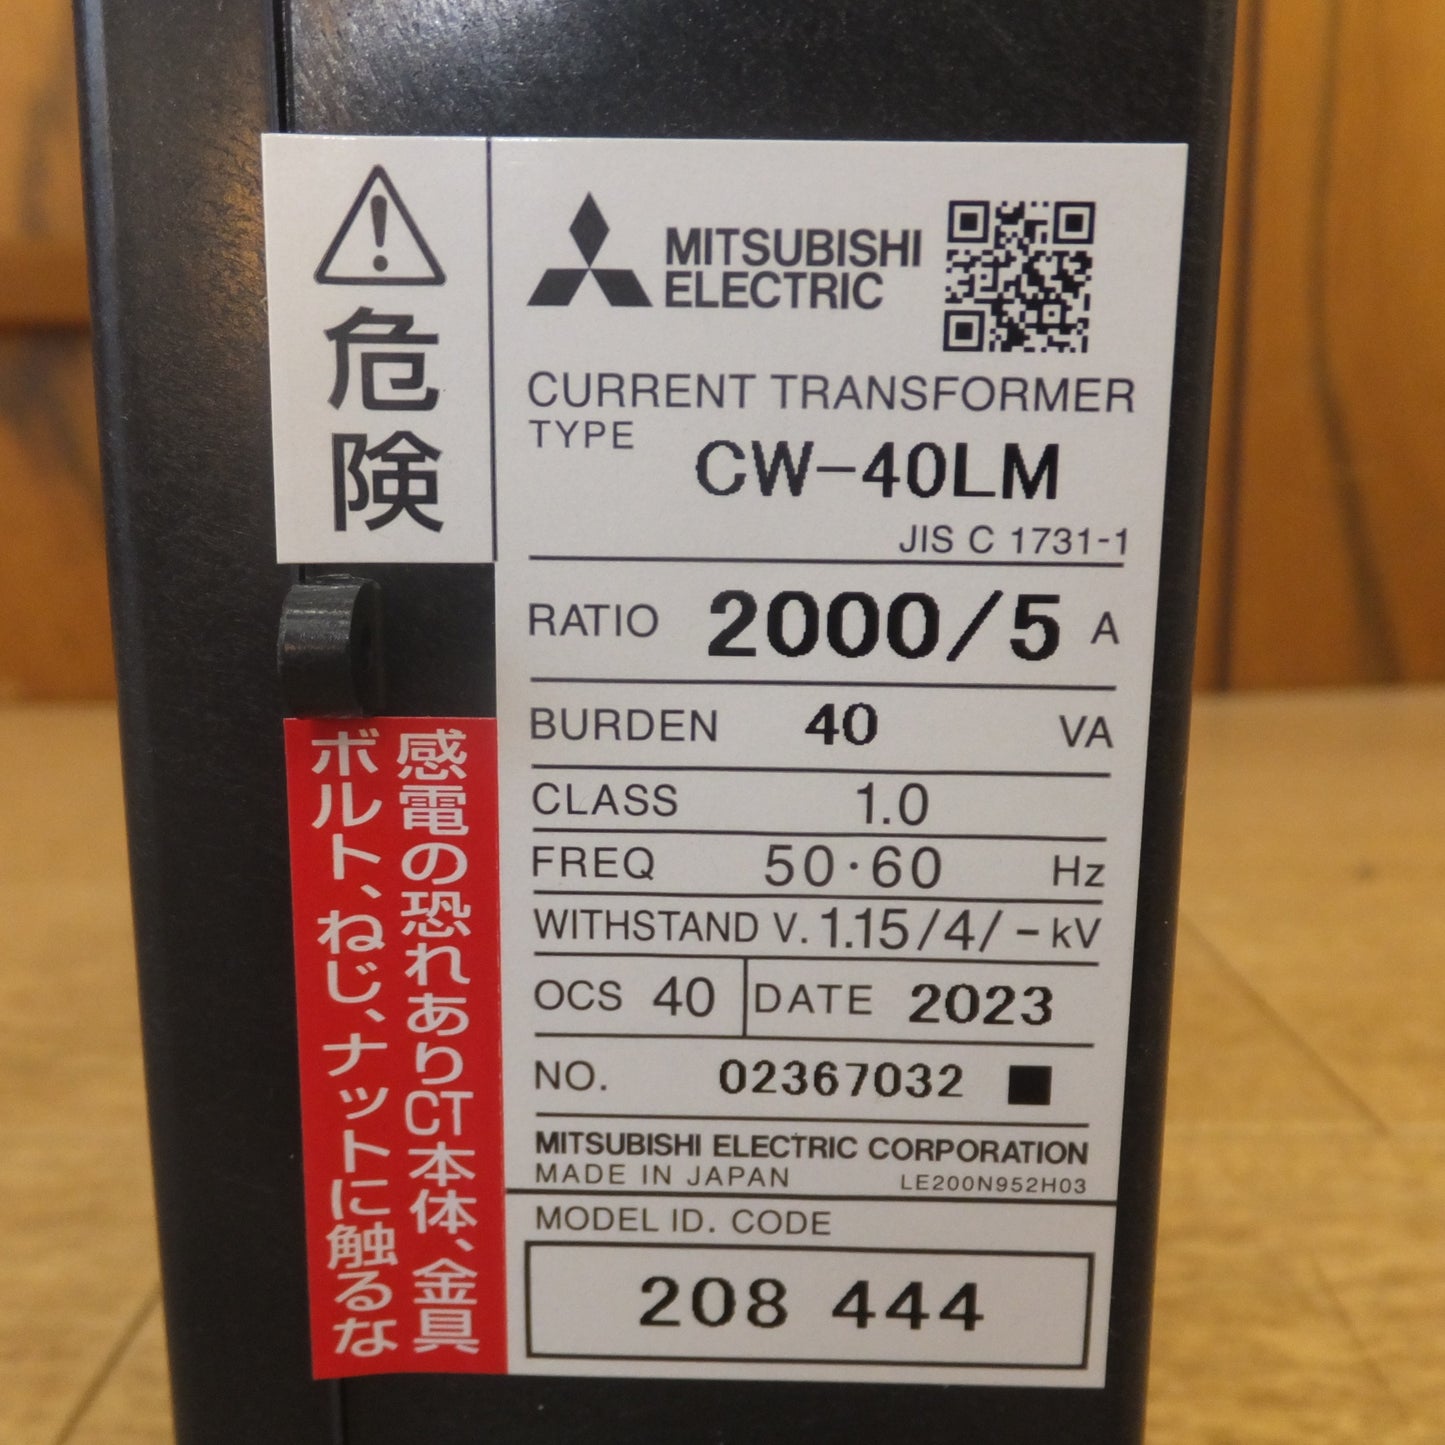 危険
感電の恐れありCT本体、金具
ボルト、ねじ、ナットに触るな
MITSUBISHI
ELECTRIC
CURRENT TRANSFORMER
TYPE CW-40LM
JIS C 1731-1
RATIO 2000/5 A
BURDEN 40 VA
CLASS 1.0
FREQ 50·60 Hz
WITHSTAND V. 1.15/4/- kV
OCS 40 DATE 2023
NO. 02367032 ■
MITSUBISHI ELECTRIC CORPORATION
MADE IN JAPAN LE200N952H03
MODEL ID. CODE
208 444